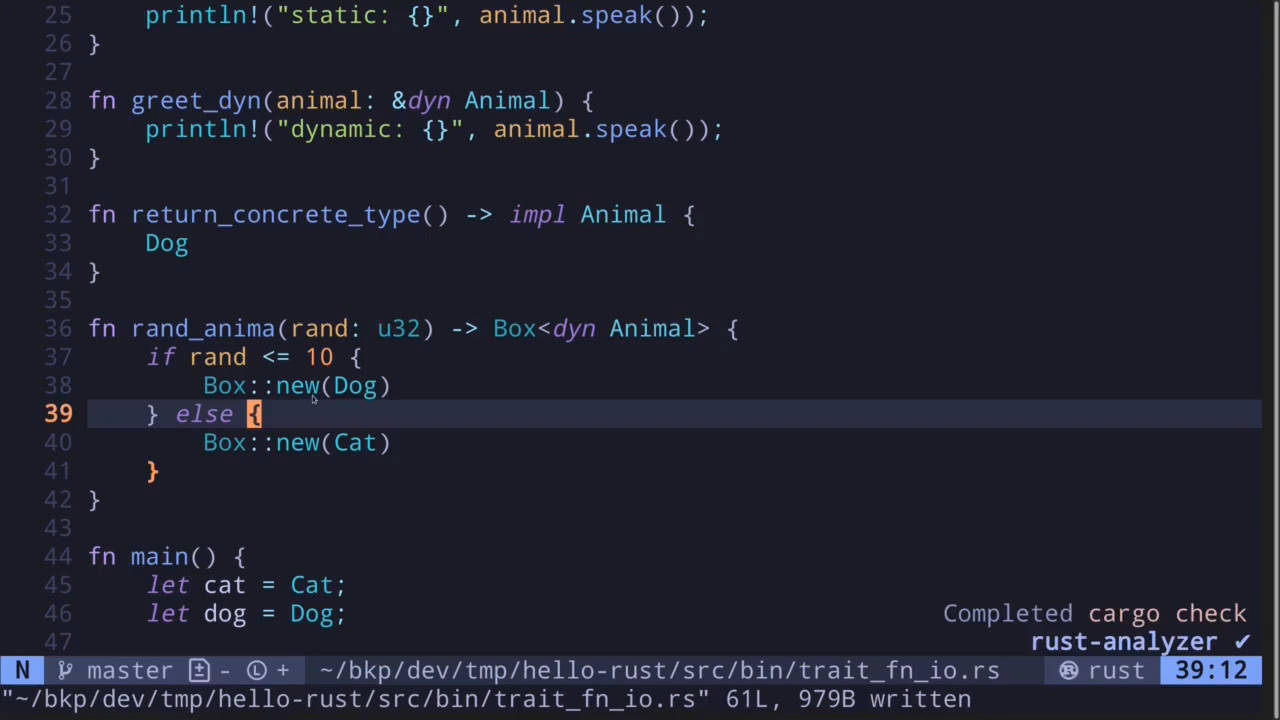 25     println!("static: {}", animal.speak());
26 }
27
28 fn greet_dyn(animal: &dyn Animal) {
29     println!("dynamic: {}", animal.speak());
30 }
31
32 fn return_concrete_type() -> impl Animal {
33     Dog
34 }
35
36 fn rand_anima(rand: u32) -> Box<dyn Animal> {
37     if rand <= 10 {
38         Box::new(Dog)
39     } else {
40         Box::new(Cat)
41     }
42 }
43
44 fn main() {
45     let cat = Cat;
46     let dog = Dog;
Completed cargo check
47
rust-analyzer ✔
N master - + ~/bkp/dev/tmp/hello-rust/src/bin/trait_fn_io.rs rust 39:12
"~/bkp/dev/tmp/hello-rust/src/bin/trait_fn_io.rs" 61L, 979B written